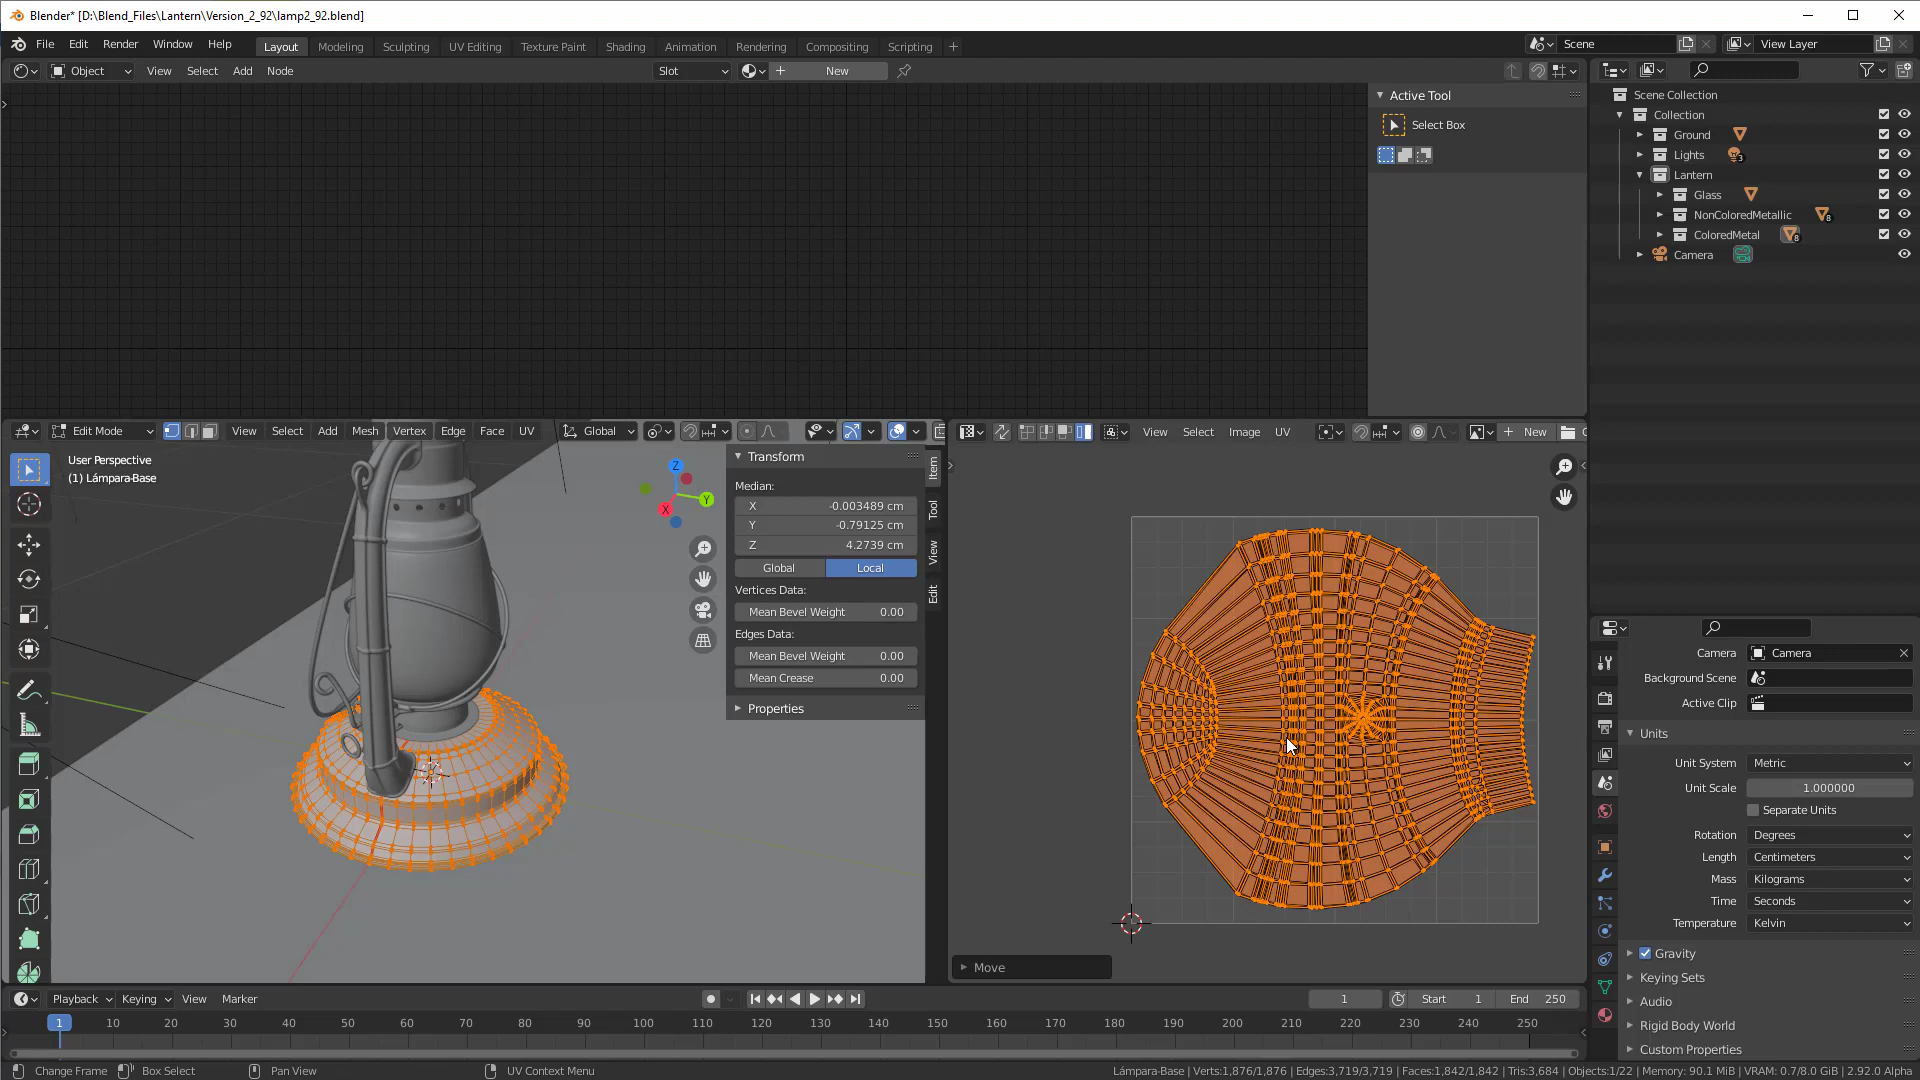 Blender* [D:\Blend_Files\Lantern\Version_2_92\lamp2_92.blend]
File Edit Render Window Help Layout Modeling Sculpting UV Editing Texture Paint Shading Animation Rendering Compositing Scripting + Scene View Layer
Object View Select Add Node Slot New
Active Tool
Select Box
Scene Collection
Collection
Ground
Lights 3
Lantern
Glass
NonColoredMetallic 8
ColoredMetal 8
Camera
Edit Mode View Select Add Mesh Vertex Edge Face UV Global
View Select Image UV New
User Perspective
(1) Lámpara-Base
Z
Y
X
Transform
Median:
X -0.003489 cm
Y -0.79125 cm
Z 4.2739 cm
Global Local
Vertices Data:
Mean Bevel Weight 0.00
Edges Data:
Mean Bevel Weight 0.00
Mean Crease 0.00
Properties
Item
Tool
View
Edit
Move
Camera Camera
Background Scene
Active Clip
Units
Unit System Metric
Unit Scale 1.000000
Separate Units
Rotation Degrees
Length Centimeters
Mass Kilograms
Time Seconds
Temperature Kelvin
Gravity
Keying Sets
Audio
Rigid Body World
Custom Properties
Playback Keying View Marker 1 Start 1 End 250
1 10 20 30 40 50 60 70 80 90 100 110 120 130 140 150 160 170 180 190 200 210 220 230 240 250
Change Frame Box Select Pan View UV Context Menu
Lámpara-Base | Verts:1,876/1,876 | Edges:3,719/3,719 | Faces:1,842/1,842 | Tris:3,684 | Objects:1/22 | Memory: 90.1 MiB | VRAM: 0.7/8.0 GiB | 2.92.0 Alpha